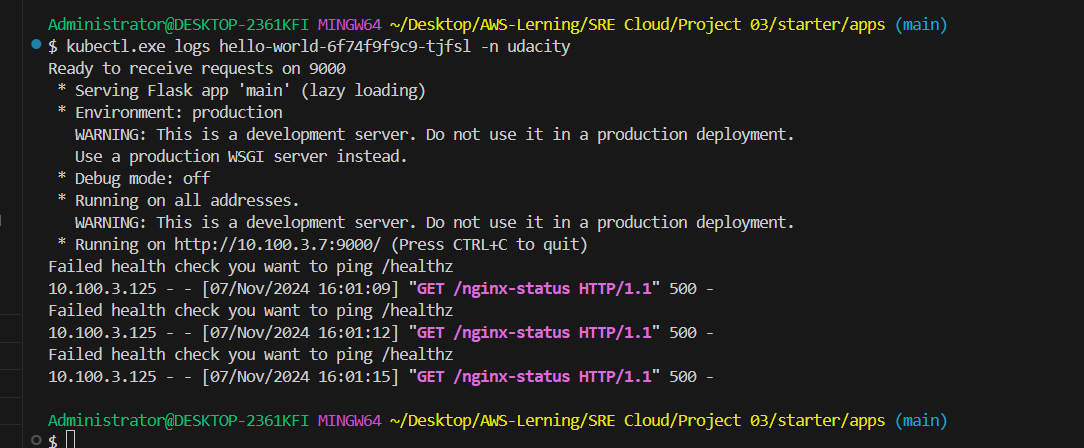 Administrator@DESKTOP-2361KFI MINGW64 ~/Desktop/AWS-Lerning/SRE Cloud/Project 03/starter/apps (main)
$ kubectl.exe logs hello-world-6f74f9f9c9-tjfsl -n udacity
Ready to receive requests on 9000
 * Serving Flask app 'main' (lazy loading)
 * Environment: production
   WARNING: This is a development server. Do not use it in a production deployment.
   Use a production WSGI server instead.
 * Debug mode: off
 * Running on all addresses.
   WARNING: This is a development server. Do not use it in a production deployment.
 * Running on http://10.100.3.7:9000/ (Press CTRL+C to quit)
Failed health check you want to ping /healthz
10.100.3.125 - - [07/Nov/2024 16:01:09] "GET /nginx-status HTTP/1.1" 500 -
Failed health check you want to ping /healthz
10.100.3.125 - - [07/Nov/2024 16:01:12] "GET /nginx-status HTTP/1.1" 500 -
Failed health check you want to ping /healthz
10.100.3.125 - - [07/Nov/2024 16:01:15] "GET /nginx-status HTTP/1.1" 500 -
Administrator@DESKTOP-2361KFI MINGW64 ~/Desktop/AWS-Lerning/SRE Cloud/Project 03/starter/apps (main)
$